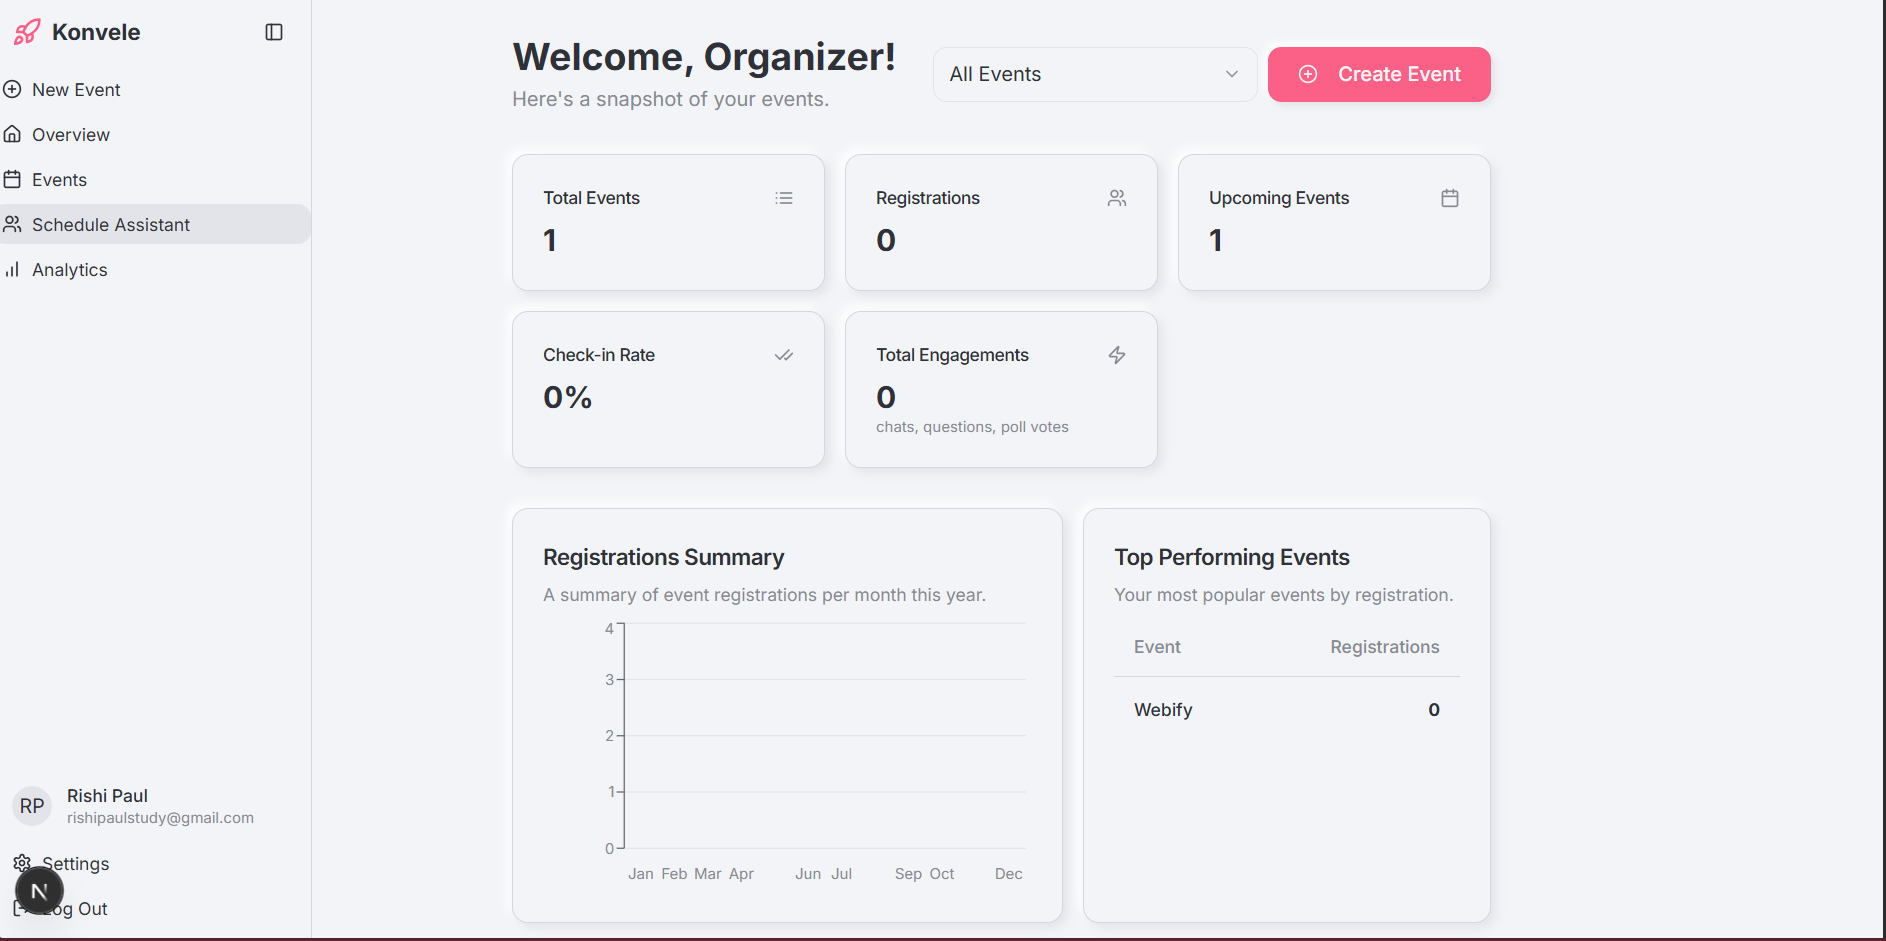 Konvele
New Event
Overview
Events
Schedule Assistant
Analytics
Rishi Paul
RP
rishipaulstudy@gmail.com
Settings
N
og Out
Welcome, Organizer!
Here's a snapshot of your events.
All Events
Create Event
Total Events
1
Registrations
0
Upcoming Events
1
Check-in Rate
0%
Total Engagements
0
chats, questions, poll votes
Registrations Summary
A summary of event registrations per month this year.
4
3
2
1
0
Jan Feb Mar Apr Jun Jul Sep Oct Dec
Top Performing Events
Your most popular events by registration.
Event Registrations
Webify 0